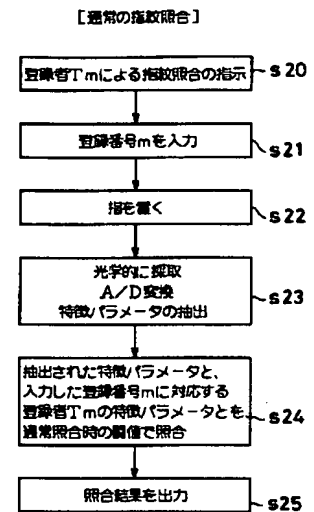 [通常の指紋照合]
登録者Tmによる指紋照合の指示
s20
登録番号mを入力
s21
指を置く
s22
光学的に採取
A/D変換
特徴パラメータの抽出
s23
抽出された特徴パラメータと、
入力した登録番号mに対応する
登録者Tmの特徴パラメータとを
通常照合時の閾値で照合
s24
照合結果を出力
s25